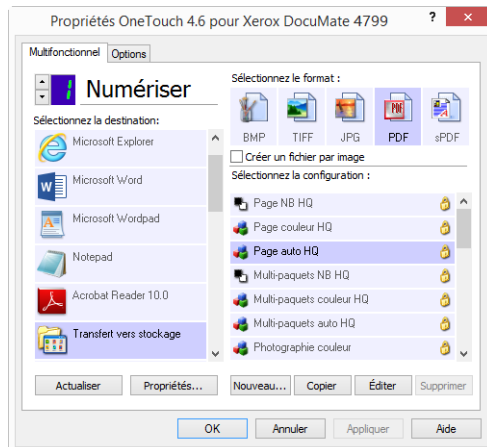 Propriétés OneTouch 4.6 pour Xerox DocuMate 4799
?
×
Multifonctionnel
Options
1
Numériser
Sélectionnez la destination:
Microsoft Explorer
Microsoft Word
Microsoft Wordpad
Notepad
Acrobat Reader 10.0
Transfert vers stockage
Sélectionnez le format :
BMP
TIFF
JPG
PDF
sPDF
Créer un fichier par image
Sélectionnez la configuration :
Page NB HQ
Page couleur HQ
Page auto HQ
Multi-paquets NB HQ
Multi-paquets couleur HQ
Multi-paquets auto HQ
Photographie couleur
Actualiser
Propriétés...
Nouveau...
Copier
Éditer
Supprimer
OK
Annuler
Appliquer
Aide